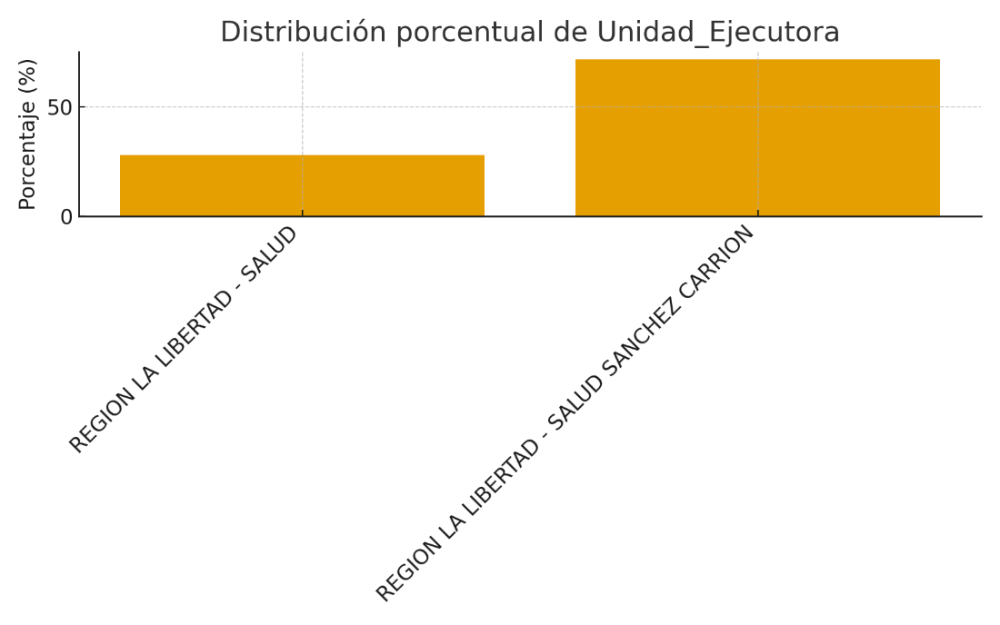 Distribución porcentual de Unidad_Ejecutora
Porcentaje (%)
50
0
REGION LA LIBERTAD - SALUD
REGION LA LIBERTAD - SALUD SANCHEZ CARRION